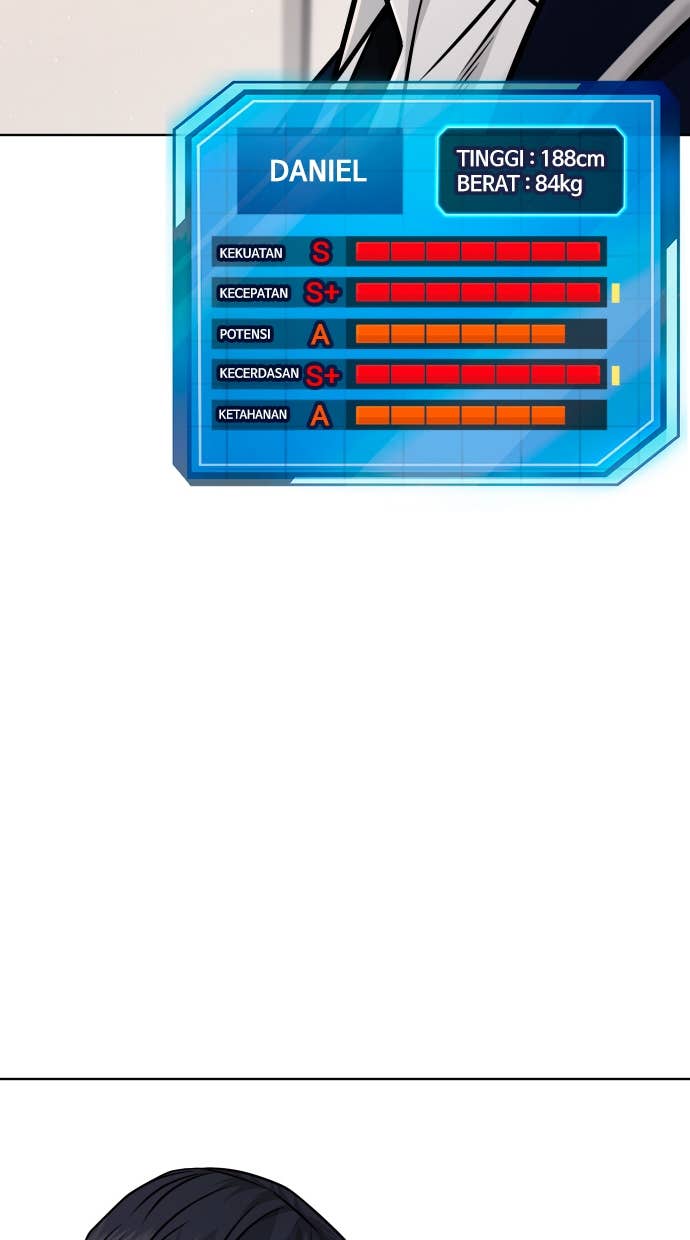 DANIEL
TINGGI : 188cm
BERAT : 84kg
KEKUATAN S
KECEPATAN S+
POTENSI A
KECERDASAN S+
KETAHANAN A